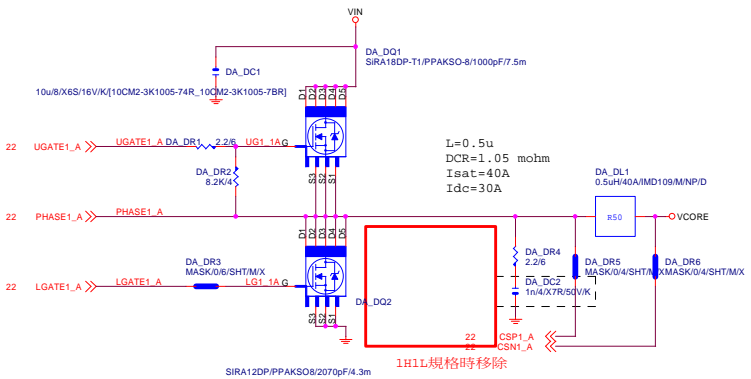 VIN
DA_DQ1
SiRA18DP-T1/PPAKSO-8/1000pF/7.5m
DA_DC1
10u/8/X6S/16V/K/[10CM2-3K1005-74R_10CM2-3K1005-7BR]
D1
D2
D3
D4
D5
22 UGATE1_A
UGATE1_A
DA_DR1
2.2/6
UG1_1A
G
DA_DR2
8.2K/4
S3
S2
S1
L=0.5u
DCR=1.05 mohm
Isat=40A
Idc=30A
DA_DL1
0.5uH/40A/IMD109/M/NP/D
R50
VCORE
22 PHASE1_A
PHASE1_A
D1
D2
D3
D4
D5
DA_DR3
MASK/0/6/SHT/M/X
22 LGATE1_A
LGATE1_A
LG1_1A
G
DA_DQ2
S3
S2
S1
SIRA12DP/PPAKSO8/2070pF/4.3m
DA_DR4
2.2/6
DA_DC2
1n/4/X7R/50V/K
DA_DR5
MASK/0/4/SHT/M/X
DA_DR6
MASK/0/4/SHT/M/X
22 CSP1_A
22 CSN1_A
1H1L規格時移除